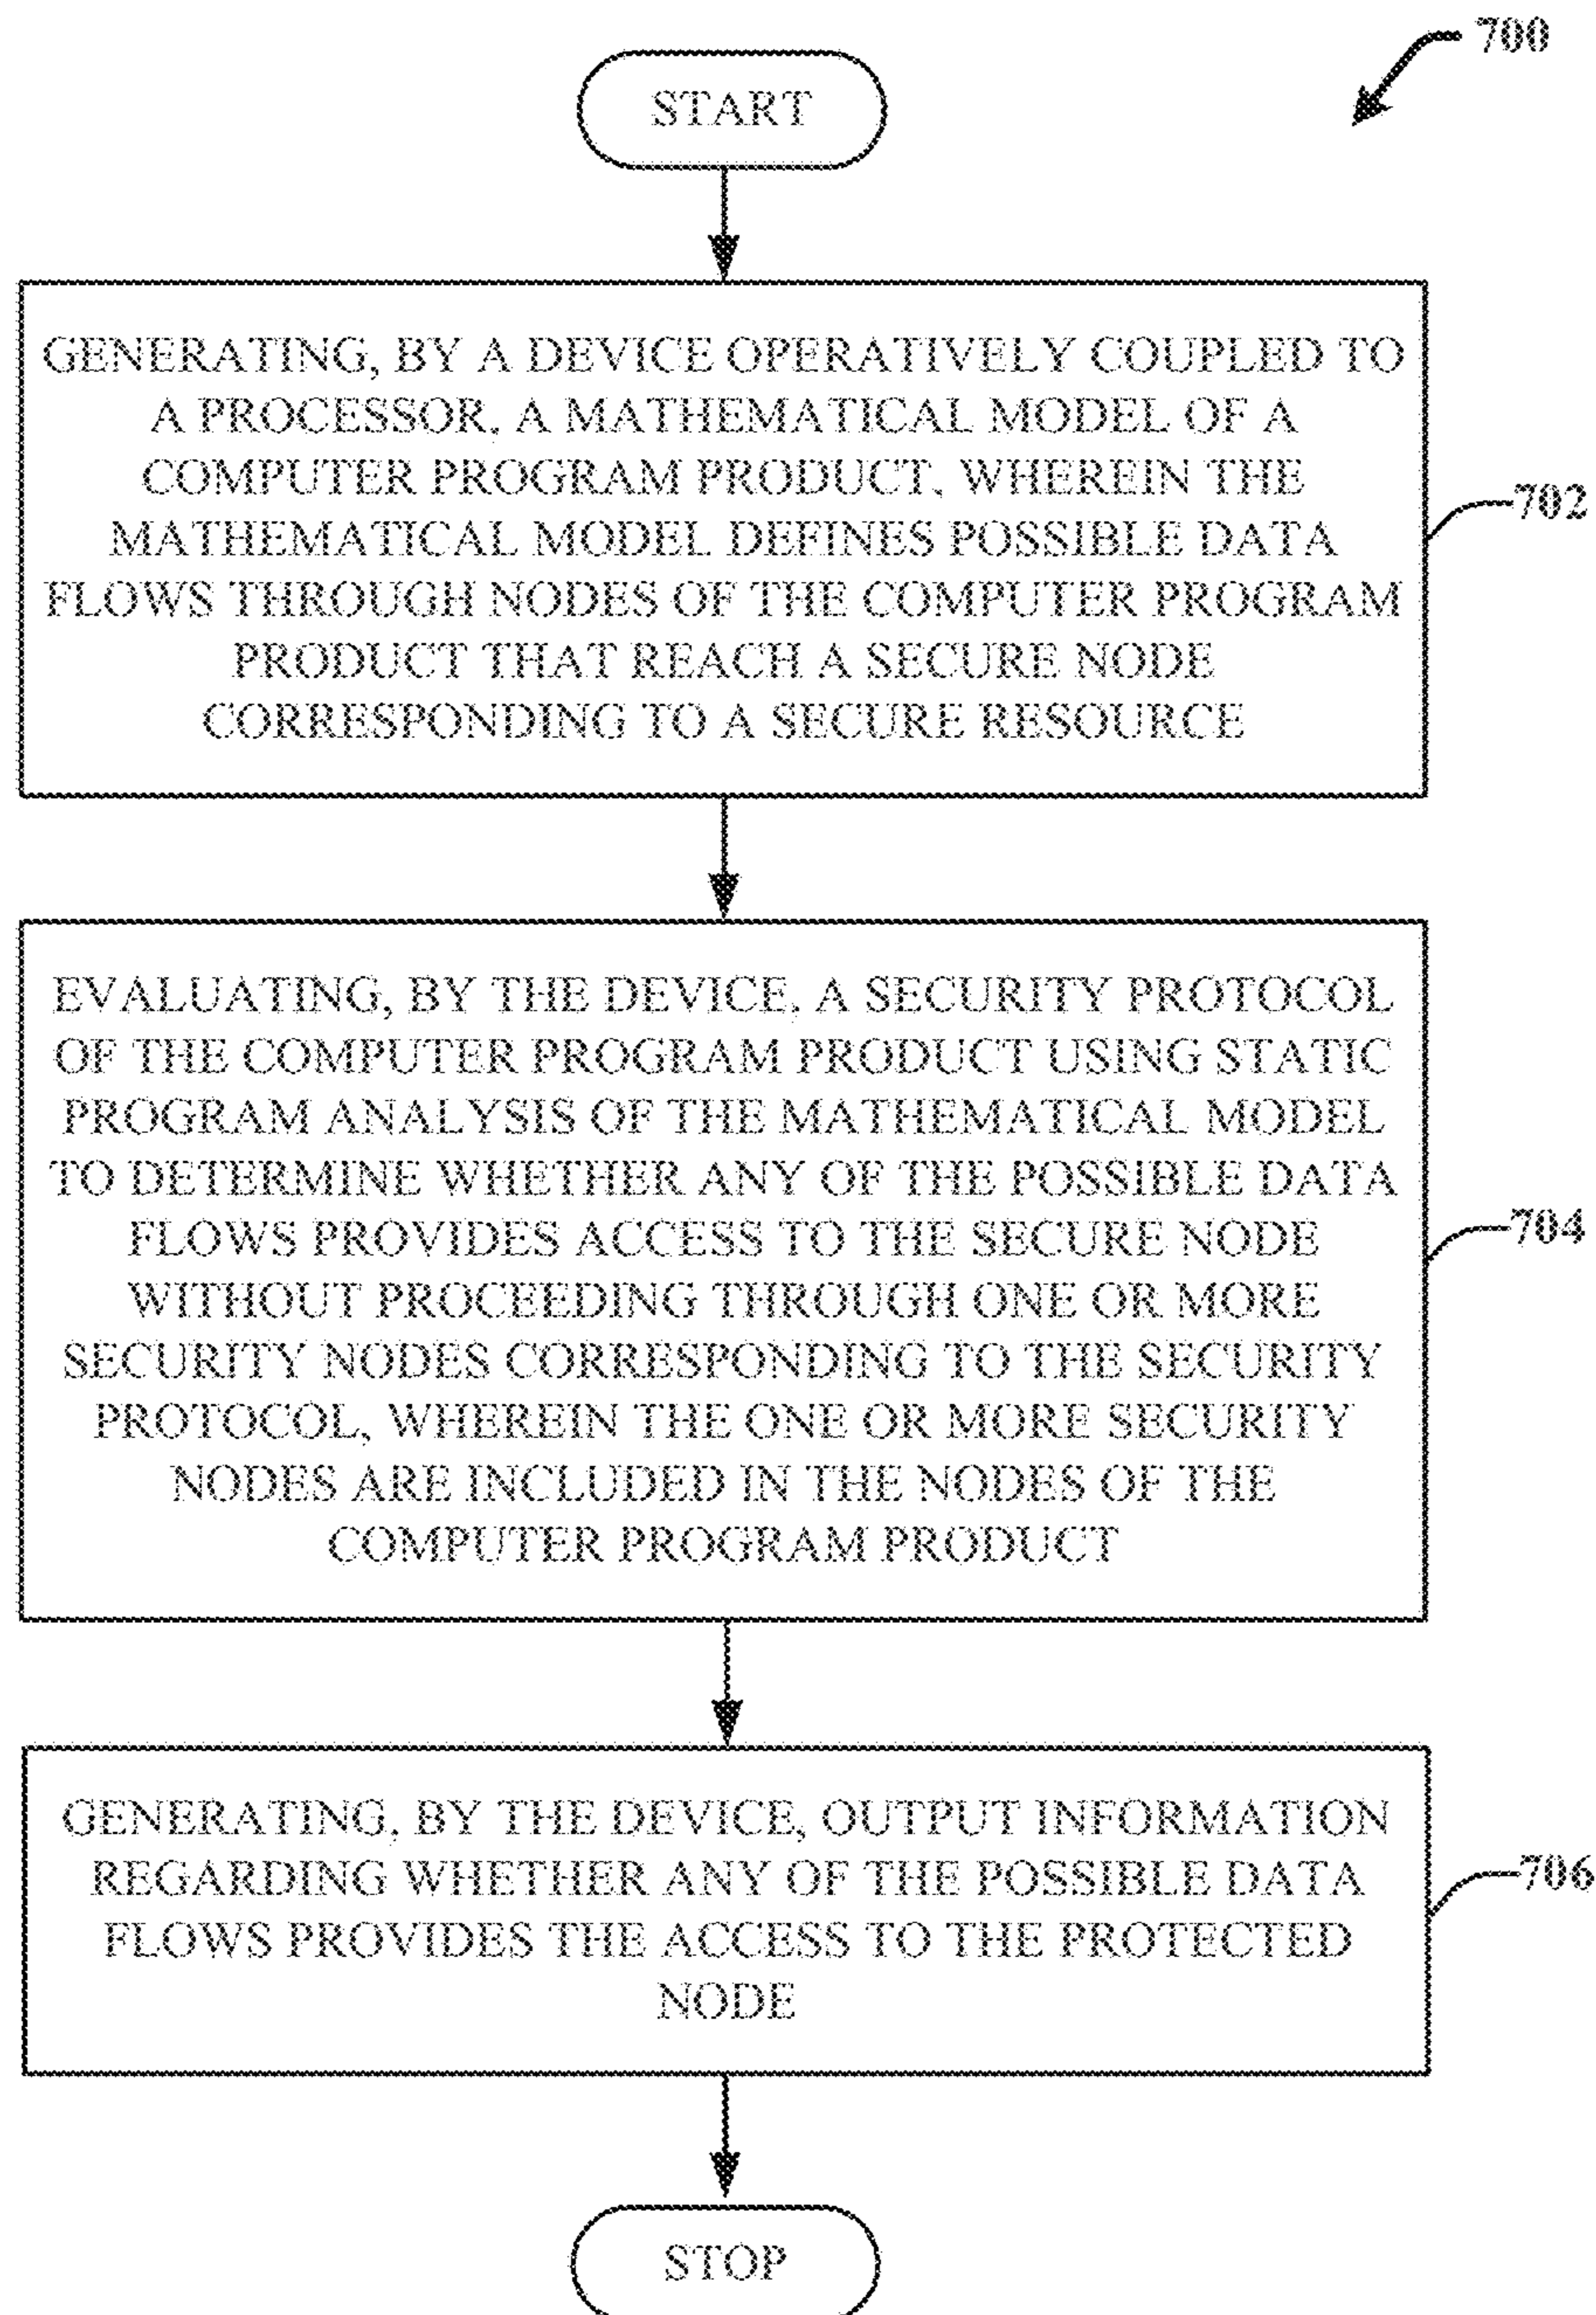 700
START
GENERATING, BY A DEVICE OPERATIVELY COUPLED TO
A PROCESSOR, A MATHEMATICAL MODEL OF A
COMPUTER PROGRAM PRODUCT, WHEREIN THE
MATHEMATICAL MODEL DEFINES POSSIBLE DATA
FLOWS THROUGH NODES OF THE COMPUTER PROGRAM
PRODUCT THAT REACH A SECURE NODE
CORRESPONDING TO A SECURE RESOURCE
702
EVALUATING, BY THE DEVICE, A SECURITY PROTOCOL
OF THE COMPUTER PROGRAM PRODUCT USING STATIC
PROGRAM ANALYSIS OF THE MATHEMATICAL MODEL
TO DETERMINE WHETHER ANY OF THE POSSIBLE DATA
FLOWS PROVIDES ACCESS TO THE SECURE NODE
WITHOUT PROCEEDING THROUGH ONE OR MORE
SECURITY NODES CORRESPONDING TO THE SECURITY
PROTOCOL, WHEREIN THE ONE OR MORE SECURITY
NODES ARE INCLUDED IN THE NODES OF THE
COMPUTER PROGRAM PRODUCT
704
GENERATING, BY THE DEVICE, OUTPUT INFORMATION
REGARDING WHETHER ANY OF THE POSSIBLE DATA
FLOWS PROVIDES THE ACCESS TO THE PROTECTED
NODE
706
STOP